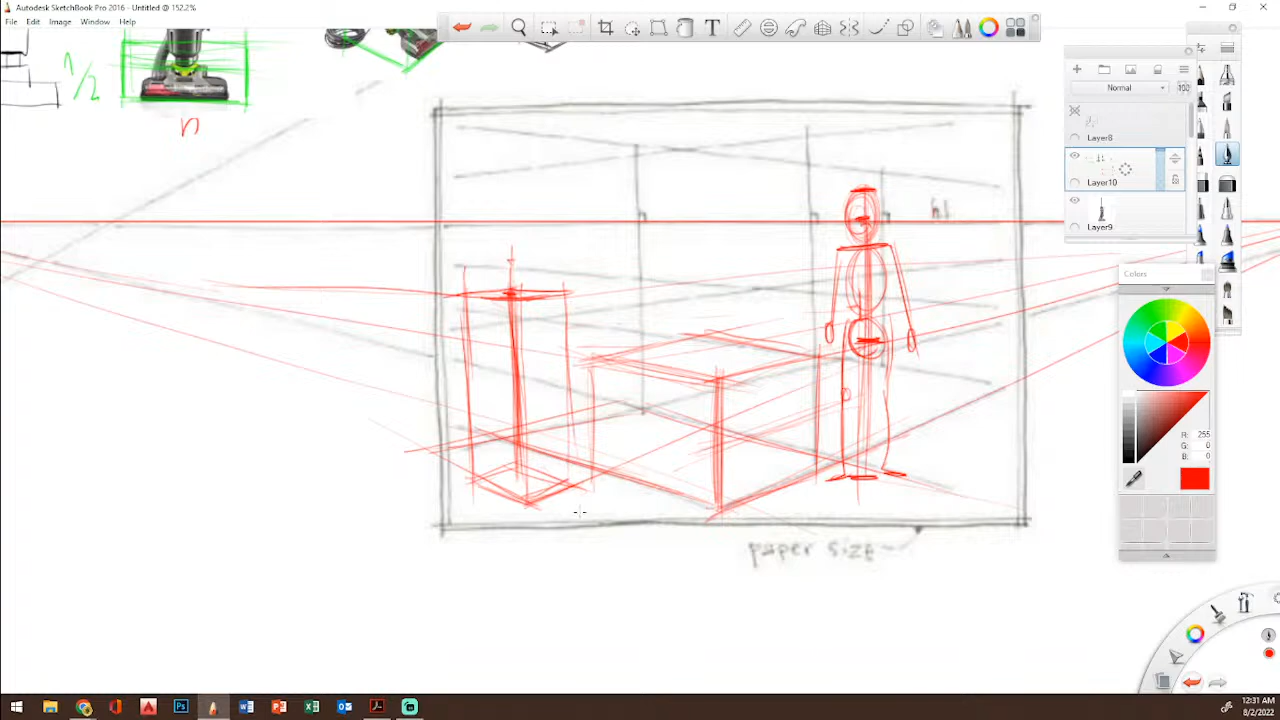 Autodesk SketchBook Pro 2016 - Untitled @ 152.2%
File Edit Image Window Help
T
1/2
n
hl
paper size
Normal
100
Layer8
Layer10
Layer9
Colors
R: 255
G: 0
B: 0
12:31 AM
8/2/2022